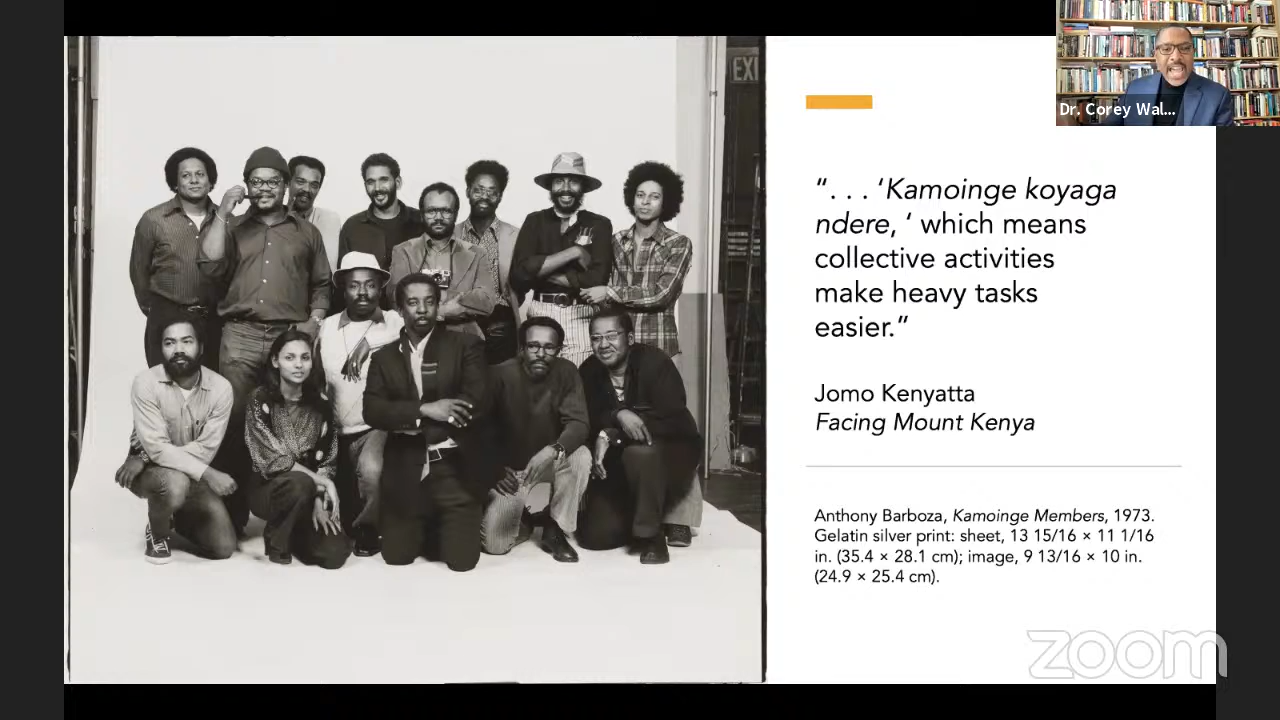 EXI
Dr. Corey Wal...
“. . . ‘Kamoinge koyaga
ndere, ‘ which means
collective activities
make heavy tasks
easier.”
Jomo Kenyatta
Facing Mount Kenya
Anthony Barboza, Kamoinge Members, 1973.
Gelatin silver print: sheet, 13 15/16 × 11 1/16
in. (35.4 × 28.1 cm); image, 9 13/16 × 10 in.
(24.9 × 25.4 cm).
zoom